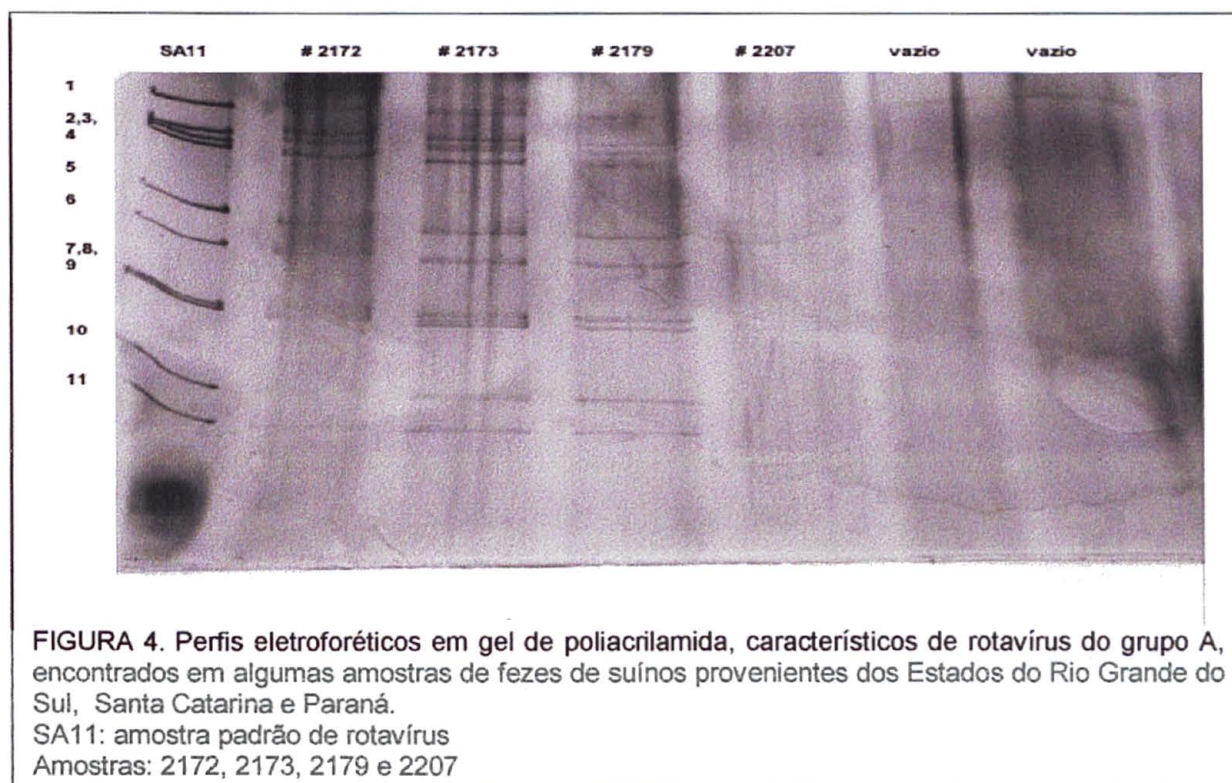 SA11 # 2172 # 2173 # 2179 # 2207 vazio vazio
1
2,3,
4
5
6
7,8,
9
10
11
FIGURA 4. Perfis eletroforéticos em gel de poliacrilamida, característicos de rotavírus do grupo A,
encontrados em algumas amostras de fezes de suínos provenientes dos Estados do Rio Grande do
Sul, Santa Catarina e Paraná.
SA11: amostra padrão de rotavírus
Amostras: 2172, 2173, 2179 e 2207